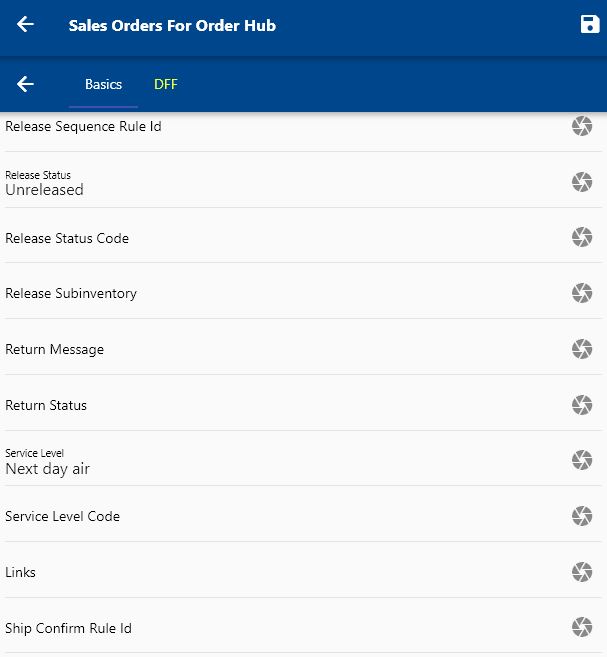 Sales Orders For Order Hub
Basics
DFF
Release Sequence Rule Id
Release Status
Unreleased
Release Status Code
Release Subinventory
Return Message
Return Status
Service Level
Next day air
Service Level Code
Links
Ship Confirm Rule Id